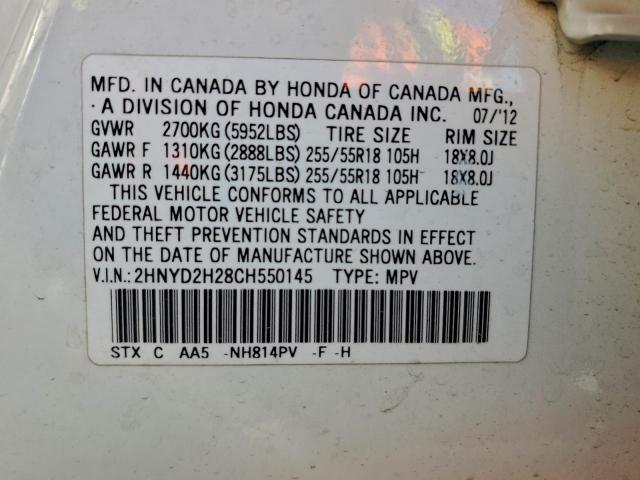 MFD. IN CANADA BY HONDA OF CANADA MFG.,
A DIVISION OF HONDA CANADA INC. 07/'12
GVWR 2700KG (5952LBS) TIRE SIZE RIM SIZE
GAWR F 1310KG (2888LBS) 255/55R18 105H 18X8.0J
GAWR R 1440KG (3175LBS) 255/55R18 105H 18X8.0J
THIS VEHICLE CONFORMS TO ALL APPLICABLE
FEDERAL MOTOR VEHICLE SAFETY
AND THEFT PREVENTION STANDARDS IN EFFECT
ON THE DATE OF MANUFACTURE SHOWN ABOVE.
V.I.N.: 2HNYD2H28CH550145 TYPE: MPV
STX C AA5 -NH814PV -F -H